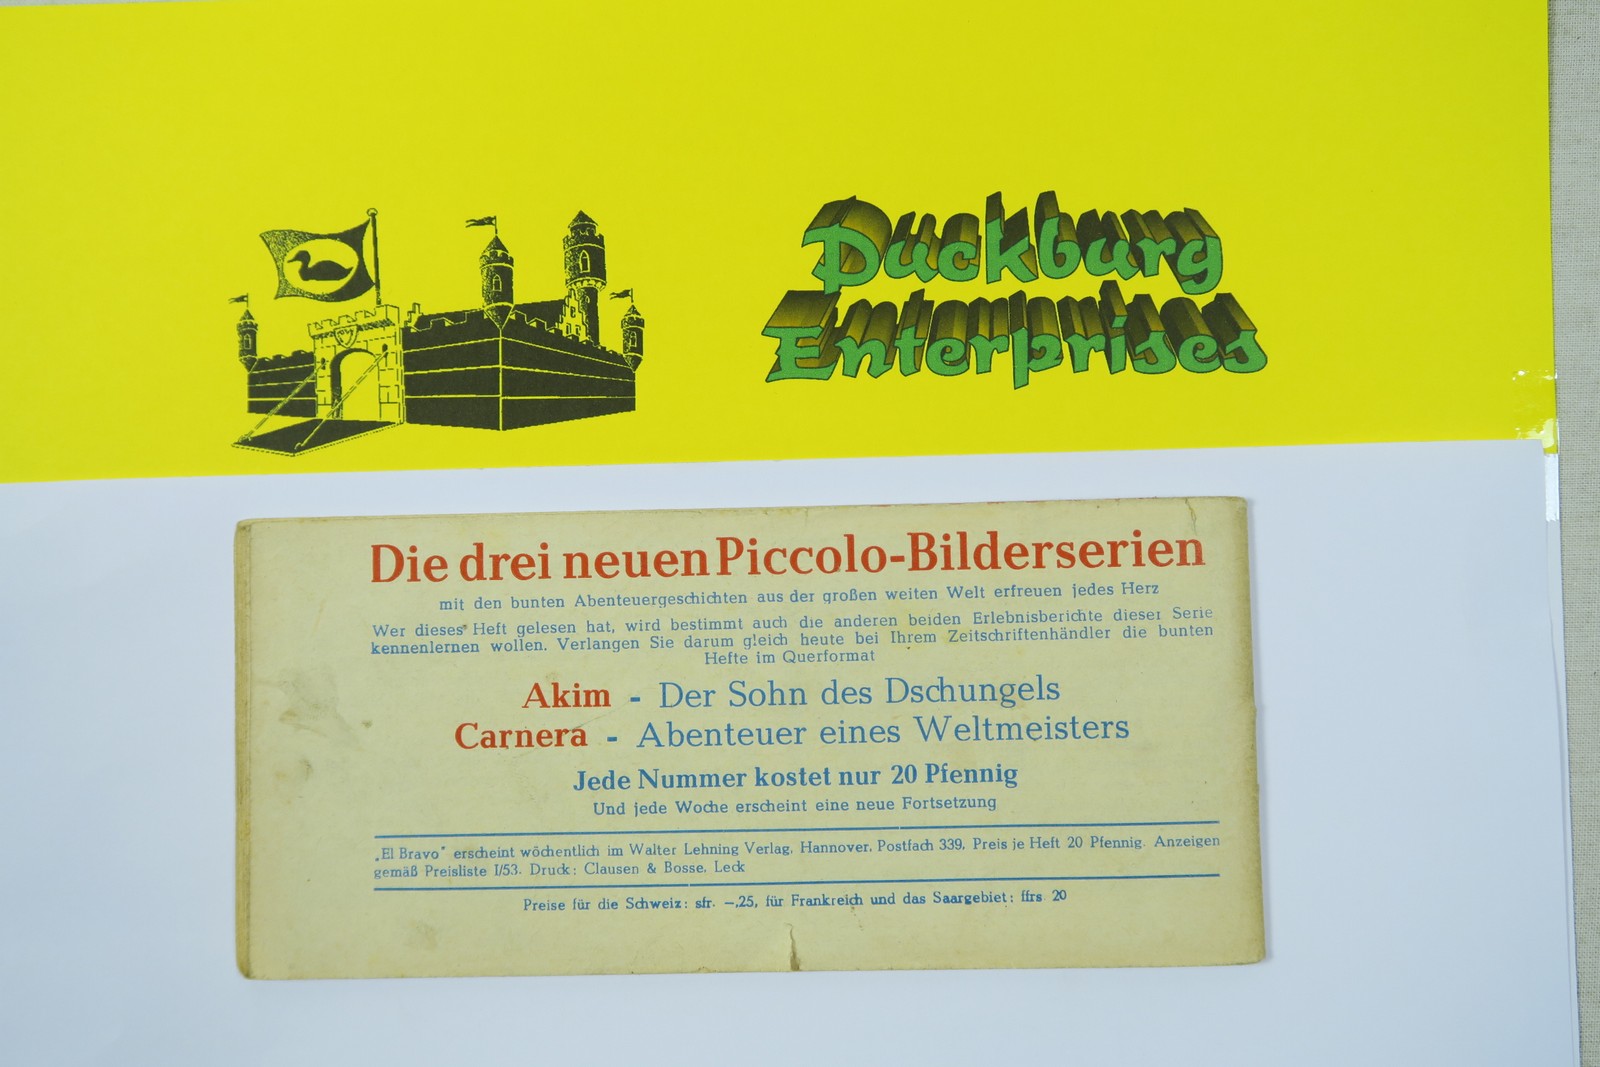 Duckburg
Enterprises
Die drei neuen Piccolo-Bilderserien
mit den bunten Abenteuergeschichten aus der großen weiten Welt erfreuen jedes Herz
Wer dieses Heft gelesen hat, wird bestimmt auch die anderen beiden Erlebnisberichte dieser Serie
kennenlernen wollen. Verlangen Sie darum gleich heute bei Ihrem Zeitschriftenhändler die bunten
Hefte im Querformat
Akim - Der Sohn des Dschungels
Carnera - Abenteuer eines Weltmeisters
Jede Nummer kostet nur 20 Pfennig
Und jede Woche erscheint eine neue Fortsetzung
„El Bravo" erscheint wöchentlich im Walter Lehning Verlag, Hannover, Postfach 339, Preis je Heft 20 Pfennig. Anzeigen
gemäß Preisliste I/53. Druck: Clausen & Bosse, Leck
Preise für die Schweiz: sfr. —,25, für Frankreich und das Saargebiet: ffrs 20